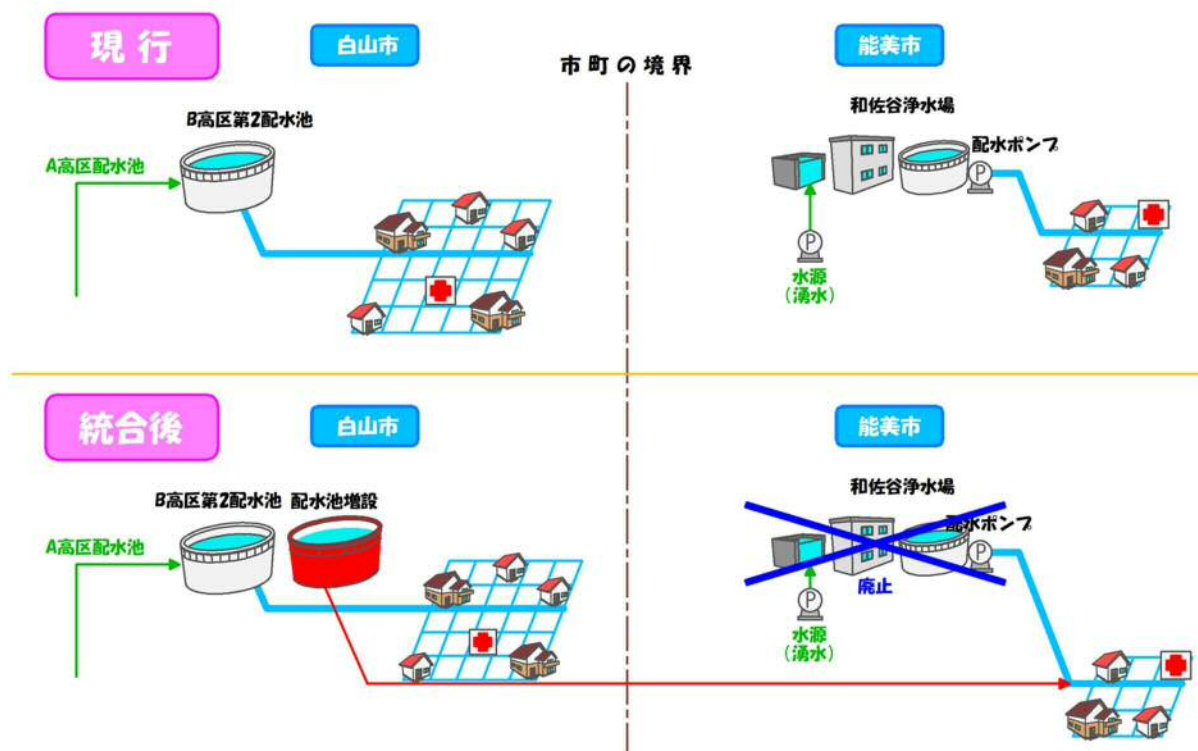 現行
白山市
市町の境界
能美市
B高区第2配水池
A高区配水池
和佐谷浄水場
配水ポンプ
P
P
水源
(湧水)
統合後
白山市
能美市
B高区第2配水池
配水池増設
A高区配水池
和佐谷浄水場
配水ポンプ
P
廃止
P
水源
(湧水)